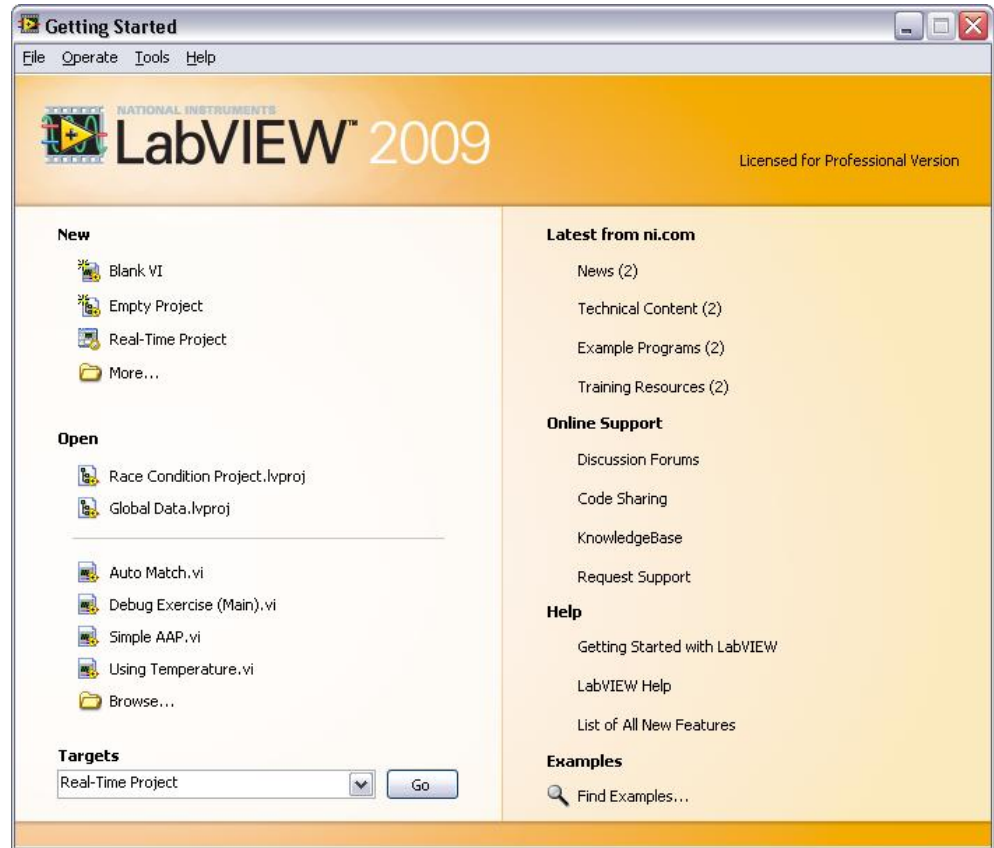 Getting Started
File Operate Tools Help
NATIONAL INSTRUMENTS
LabVIEW™ 2009
Licensed for Professional Version
New
Blank VI
Empty Project
Real-Time Project
More...
Open
Race Condition Project.lvproj
Global Data.lvproj
Auto Match.vi
Debug Exercise (Main).vi
Simple AAP.vi
Using Temperature.vi
Browse...
Targets
Real-Time Project
Go
Latest from ni.com
News (2)
Technical Content (2)
Example Programs (2)
Training Resources (2)
Online Support
Discussion Forums
Code Sharing
KnowledgeBase
Request Support
Help
Getting Started with LabVIEW
LabVIEW Help
List of All New Features
Examples
Find Examples...